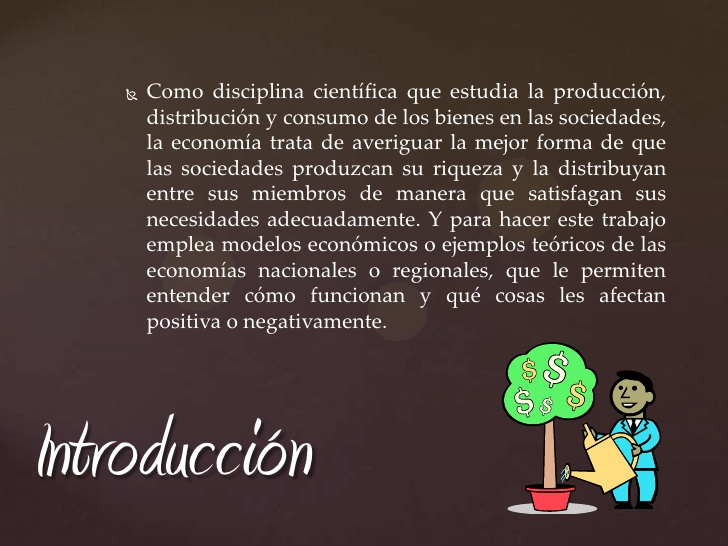 Como disciplina científica que estudia la producción,
distribución y consumo de los bienes en las sociedades,
la economía trata de averiguar la mejor forma de que
las sociedades produzcan su riqueza y la distribuyan
entre sus miembros de manera que satisfagan sus
necesidades adecuadamente. Y para hacer este trabajo
emplea modelos económicos o ejemplos teóricos de las
economías nacionales o regionales, que le permiten
entender cómo funcionan y qué cosas les afectan
positiva o negativamente.
$ $
$ $ $
Introducción